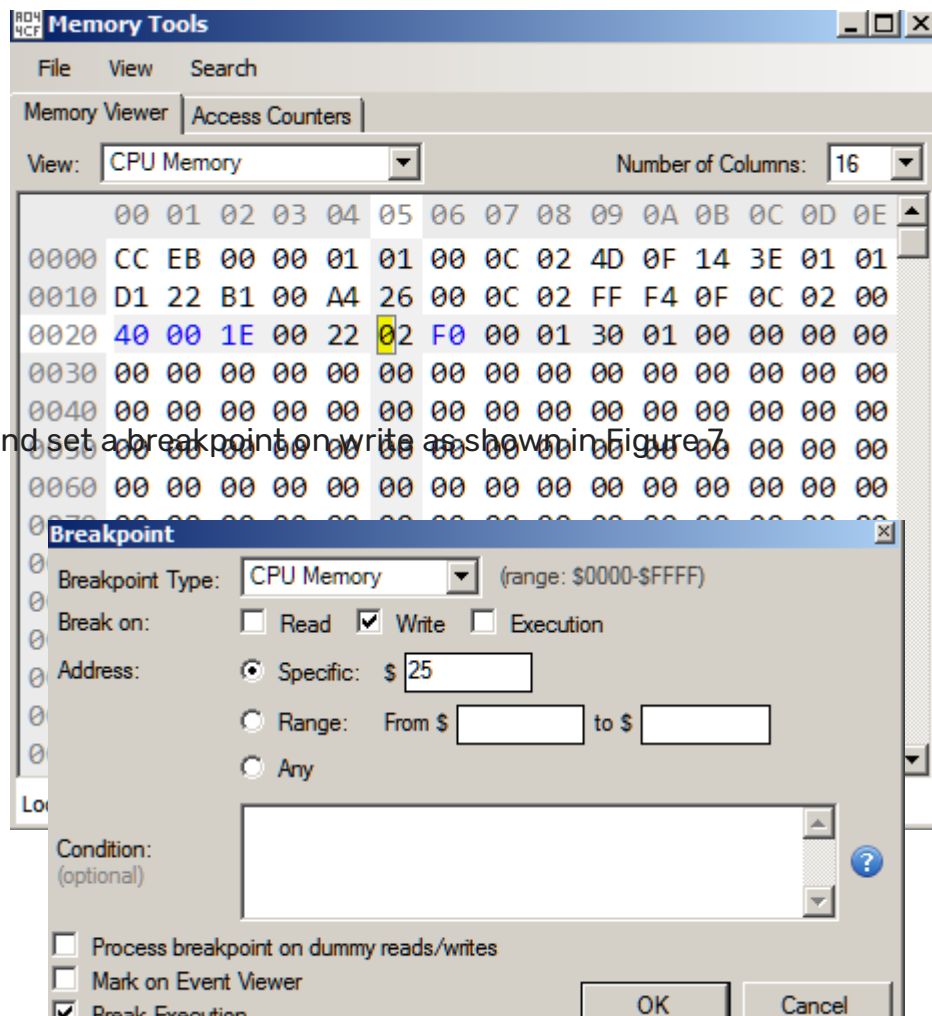 Memory Tools
File View Search
Memory Viewer Access Counters
View: CPU Memory Number of Columns: 16
00 01 02 03 04 05 06 07 08 09 0A 0B 0C 0D 0E
0000 CC EB 00 00 01 01 00 0C 02 4D 0F 14 3E 01 01
0010 D1 22 B1 00 A4 26 00 0C 02 FF F4 0F 0C 02 00
0020 40 00 1E 00 22 02 F0 00 01 30 01 00 00 00 00
0030 00 00 00 00 00 00 00 00 00 00 00 00 00 00 00
0040 00 00 00 00 00 00 00 00 00 00 00 00 00 00 00
set a breakpoint on write as shown in Figure 7.
0060 00 00 00 00 00 00 00 00 00 00 00 00 00 00 00
Breakpoint
Breakpoint Type: CPU Memory (range: $0000-$FFFF)
Break on: Read Write Execution
Address: Specific: $ 25
Range: From $ to $
Any
Condition:
(optional)
Process breakpoint on dummy reads/writes
Mark on Event Viewer
Break Execution
OK Cancel